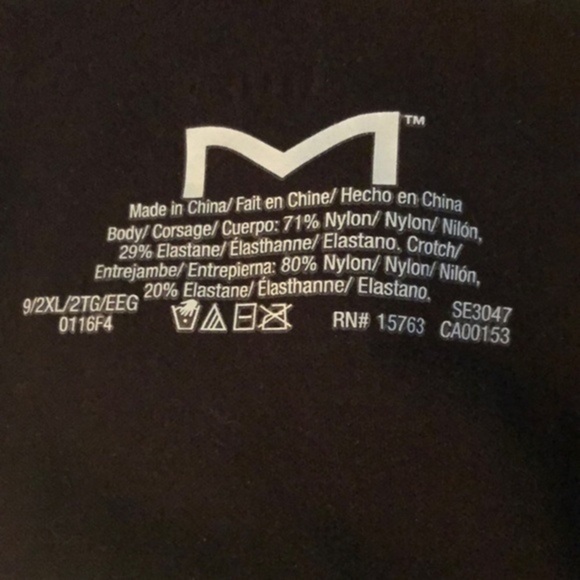 M™
Made in China/ Fait en Chine/ Hecho en China
Body/ Corsage/ Cuerpo: 71% Nylon/ Nylon/ Nilón,
29% Elastane/ Élasthanne/ Elastano, Crotch/
Entrejambe/ Entrepierna: 80% Nylon/ Nylon/ Nilón,
20% Elastane/ Élasthanne/ Elastano.
9/2XL/2TG/EEG
0116F4
RN# 15763
SE3047
CA00153